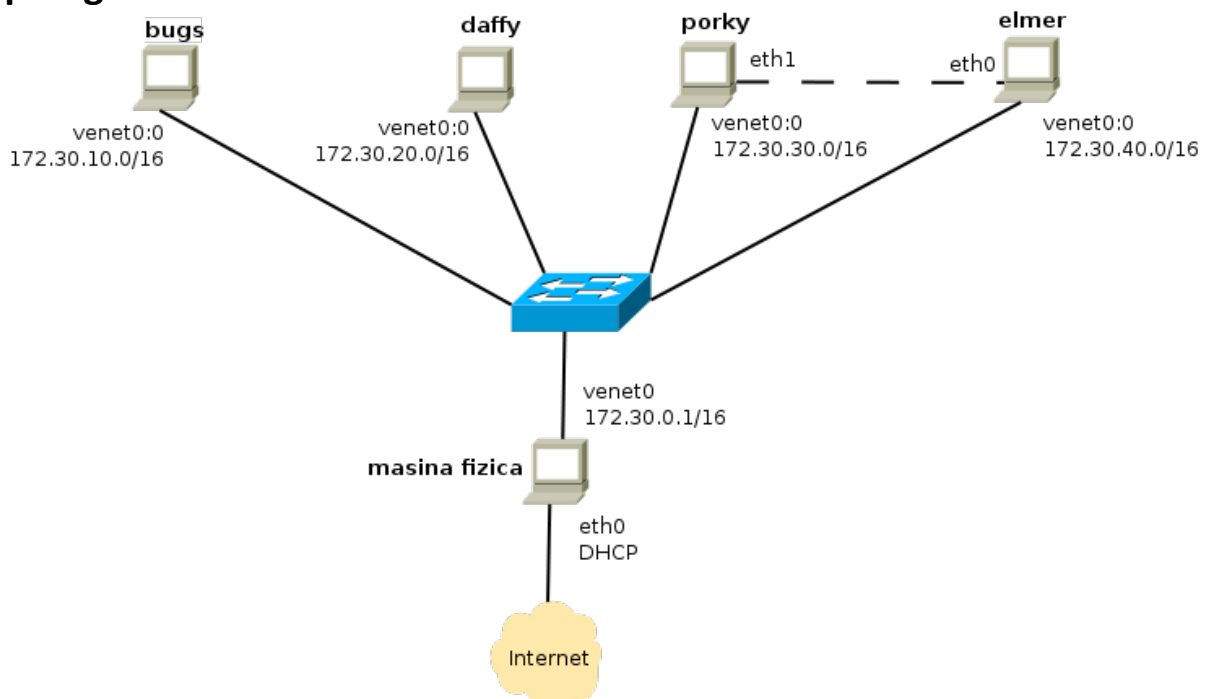 bugs
daffy
porky
elmer
eth1
eth0
venet0:0
172.30.10.0/16
venet0:0
172.30.20.0/16
venet0:0
172.30.30.0/16
venet0:0
172.30.40.0/16
venet0
172.30.0.1/16
masina fizica
eth0
DHCP
Internet